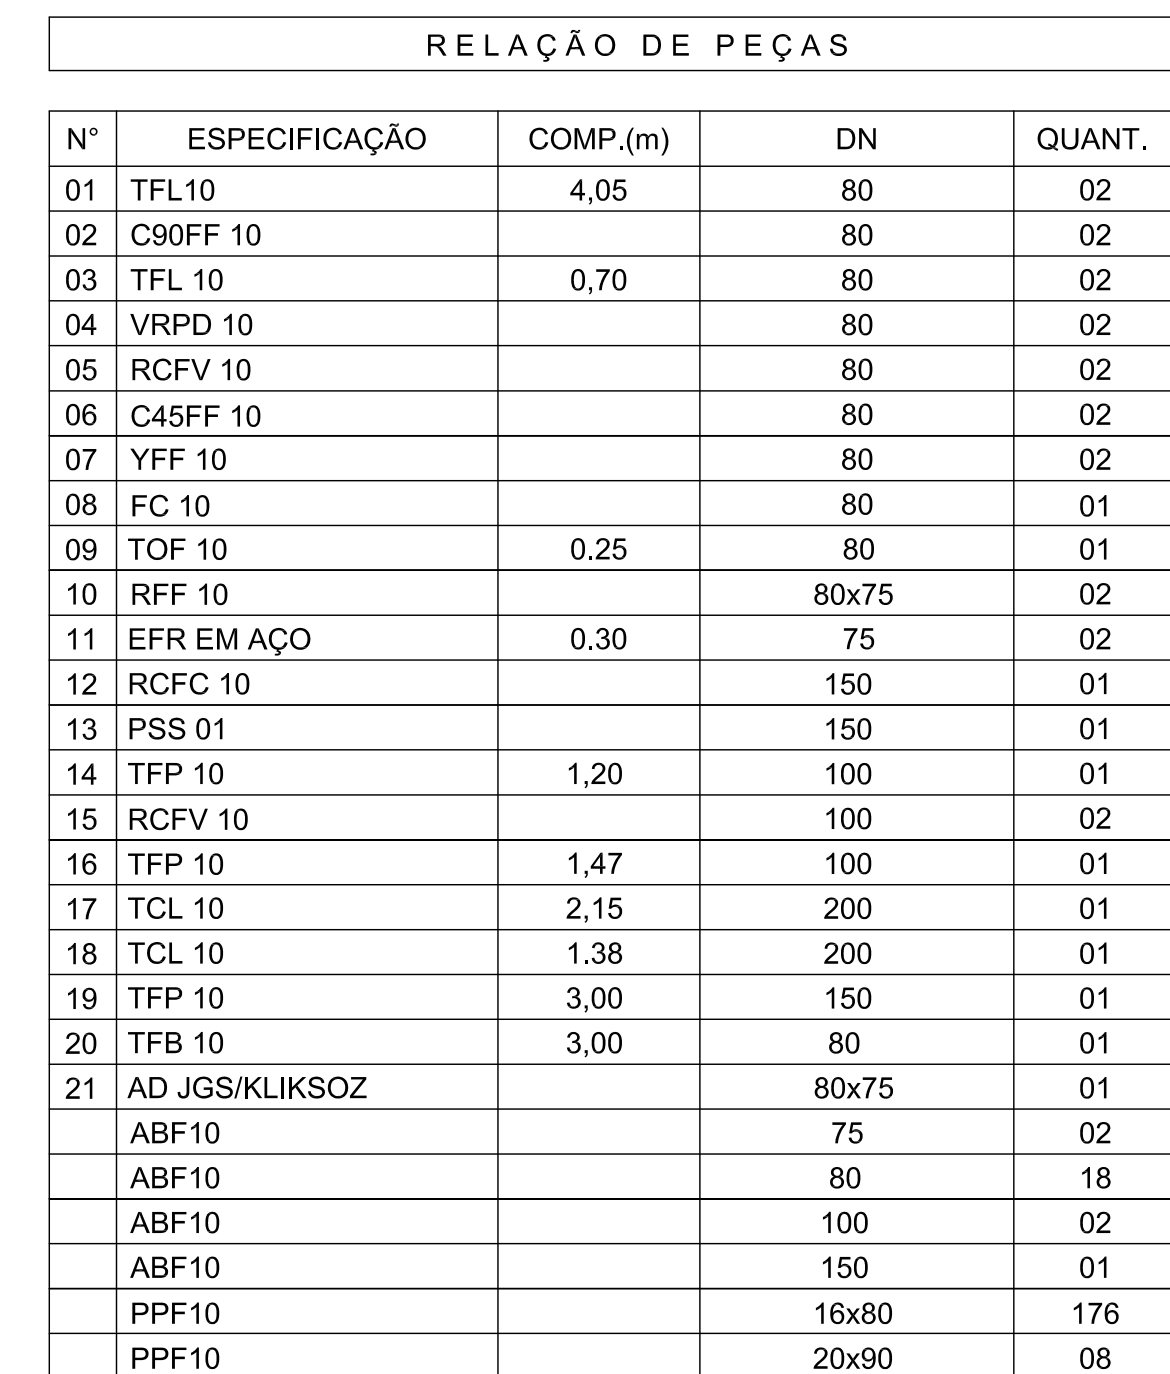 RELAÇÃO DE PEÇAS
N° ESPECIFICAÇÃO COMP.(m) DN QUANT.
01 TFL10 4,05 80 02
02 C90FF 10 80 02
03 TFL 10 0,70 80 02
04 VRPD 10 80 02
05 RCFV 10 80 02
06 C45FF 10 80 02
07 YFF 10 80 02
08 FC 10 80 01
09 TOF 10 0.25 80 01
10 RFF 10 80x75 02
11 EFR EM AÇO 0.30 75 02
12 RCFC 10 150 01
13 PSS 01 150 01
14 TFP 10 1,20 100 01
15 RCFV 10 100 02
16 TFP 10 1,47 100 01
17 TCL 10 2,15 200 01
18 TCL 10 1.38 200 01
19 TFP 10 3,00 150 01
20 TFB 10 3,00 80 01
21 AD JGS/KLIKSOZ 80x75 01
ABF10 75 02
ABF10 80 18
ABF10 100 02
ABF10 150 01
PPF10 16x80 176
PPF10 20x90 08